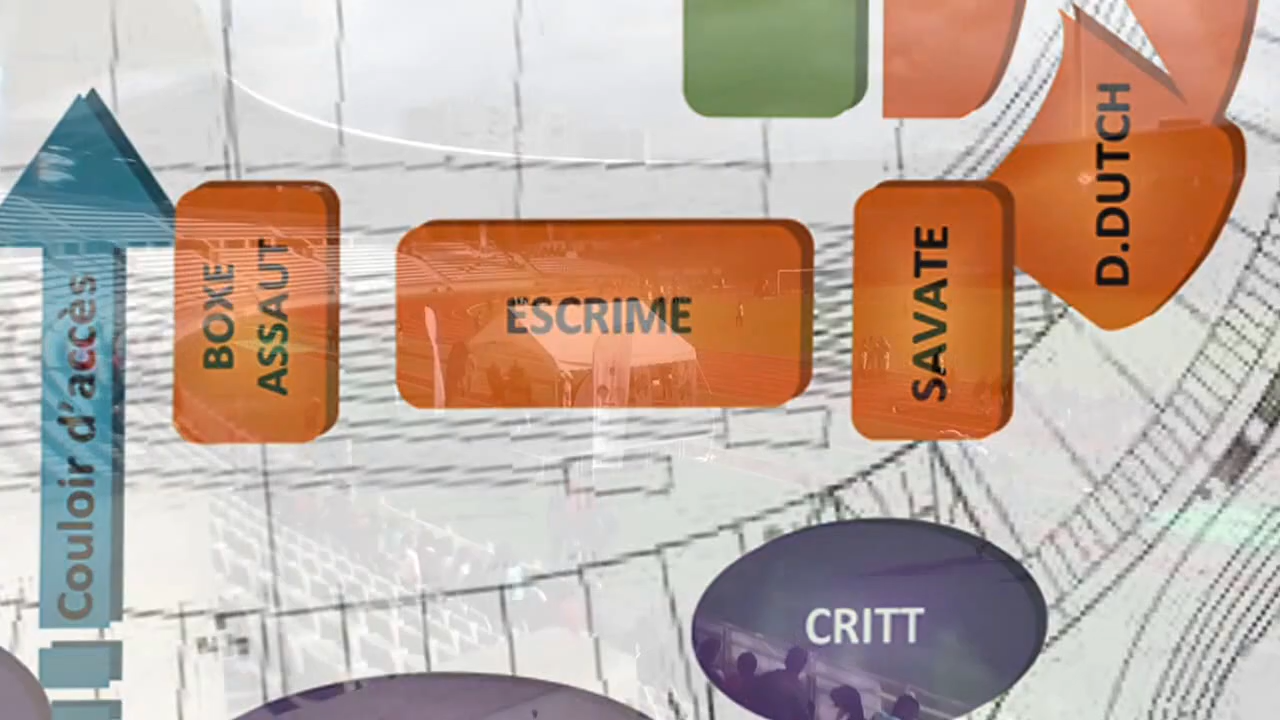 D.DUTCH
BOXE
ASSAUT
ESCRIME
SAVATE
Couloir d'accès
CRITT